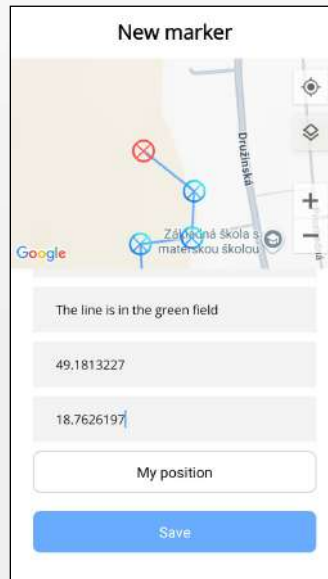 New marker
Družinská
Základná škola s
materskou školou
Google
The line is in the green field
49.1813227
18.7626197
My position
Save